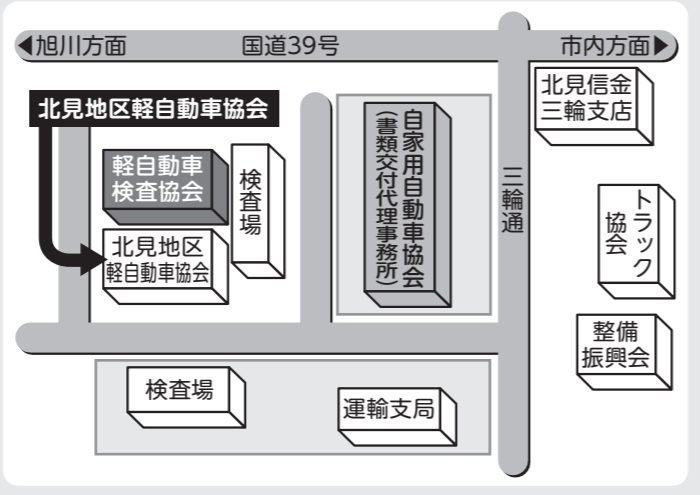 ◀旭川方面
国道39号
市内方面▶
北見地区軽自動車協会
軽自動車
検査協会
検査場
北見地区
軽自動車協会
自家用自動車協会
（書類交付代理事務所）
三輪通
北見信金
三輪支店
トラック
協会
整備
振興会
検査場
運輸支局